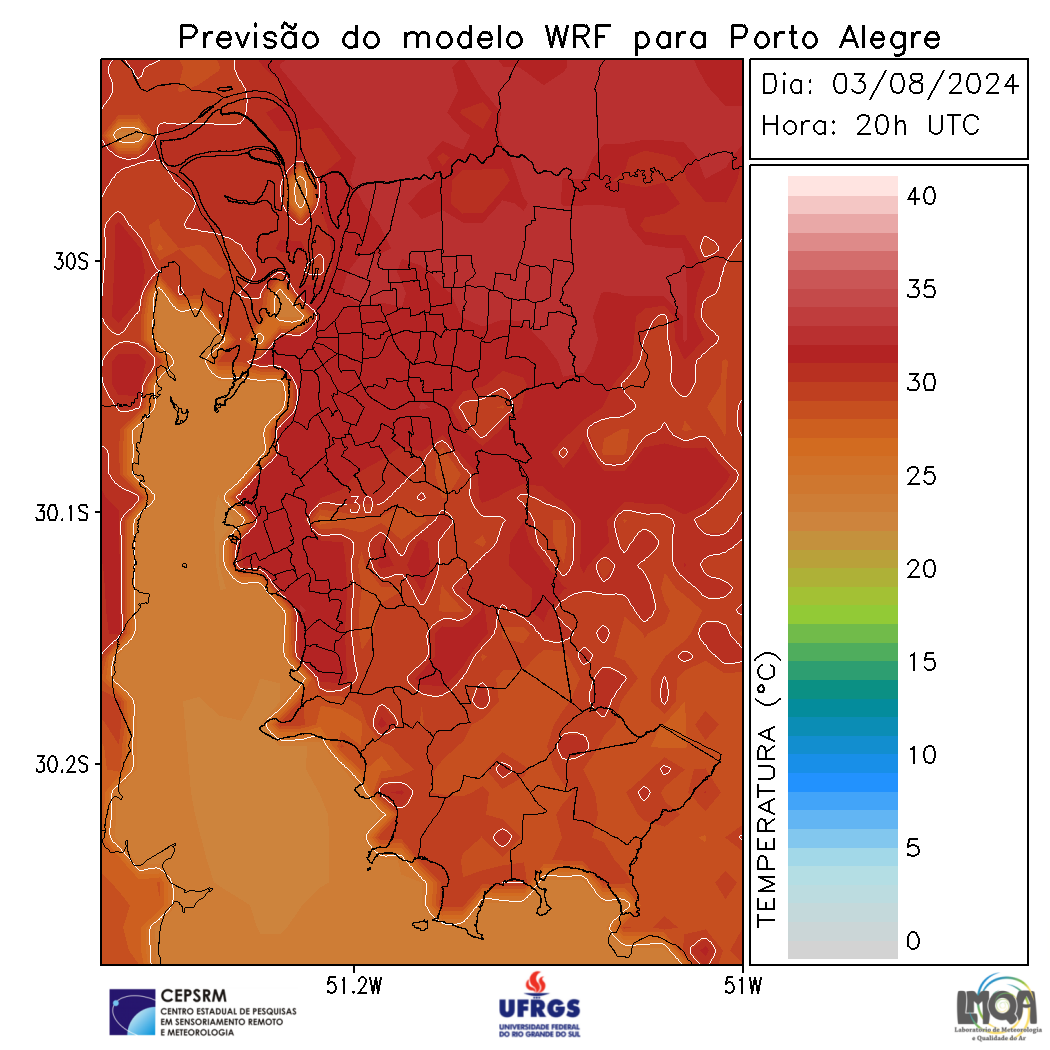 Previsão do modelo WRF para Porto Alegre
Dia: 03/08/2024
Hora: 20h UTC
30S
30.1S
30.2S
51.2W
51W
30
TEMPERATURA (°C)
40
35
30
25
20
15
10
5
0
CEPSRM
CENTRO ESTADUAL DE PESQUISAS
EM SENSORIAMENTO REMOTO
E METEOROLOGIA
UFRGS
UNIVERSIDADE FEDERAL
DO RIO GRANDE DO SUL
LMQA
Laboratório de Meteorologia
e Qualidade do Ar